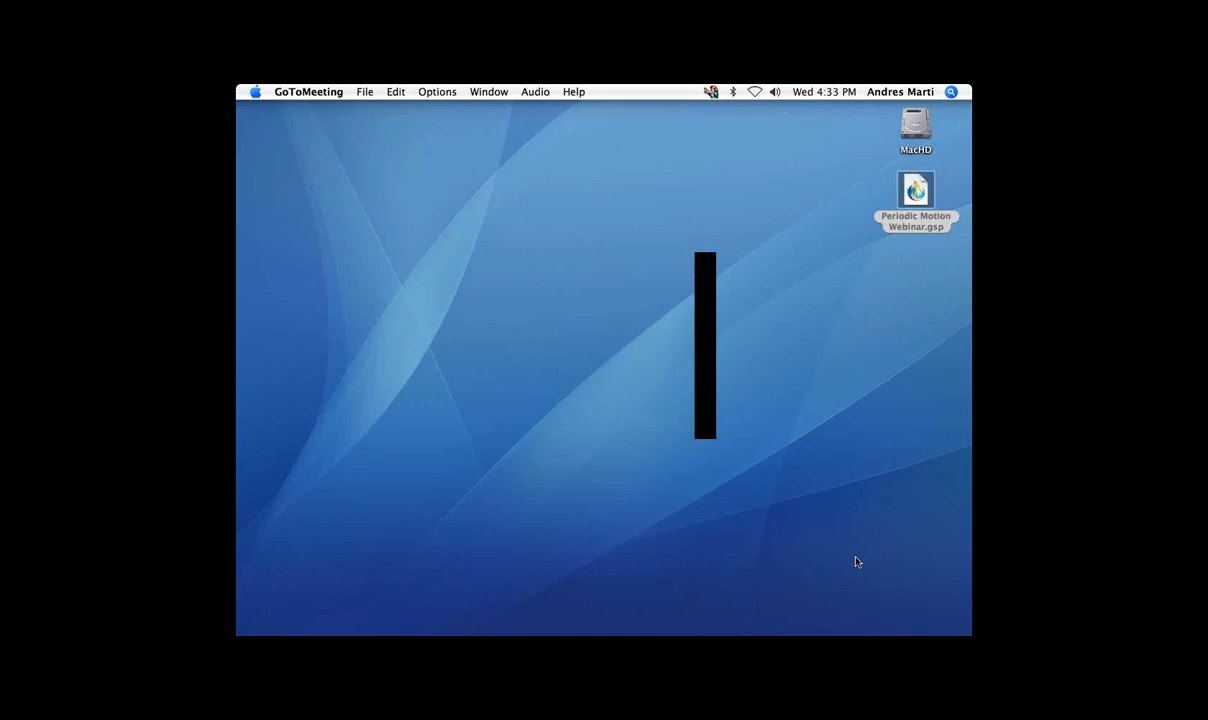 GoToMeeting File Edit Options Window Audio Help Wed 4:33 PM Andres Marti
MacHD
Periodic Motion
Webinar.gsp